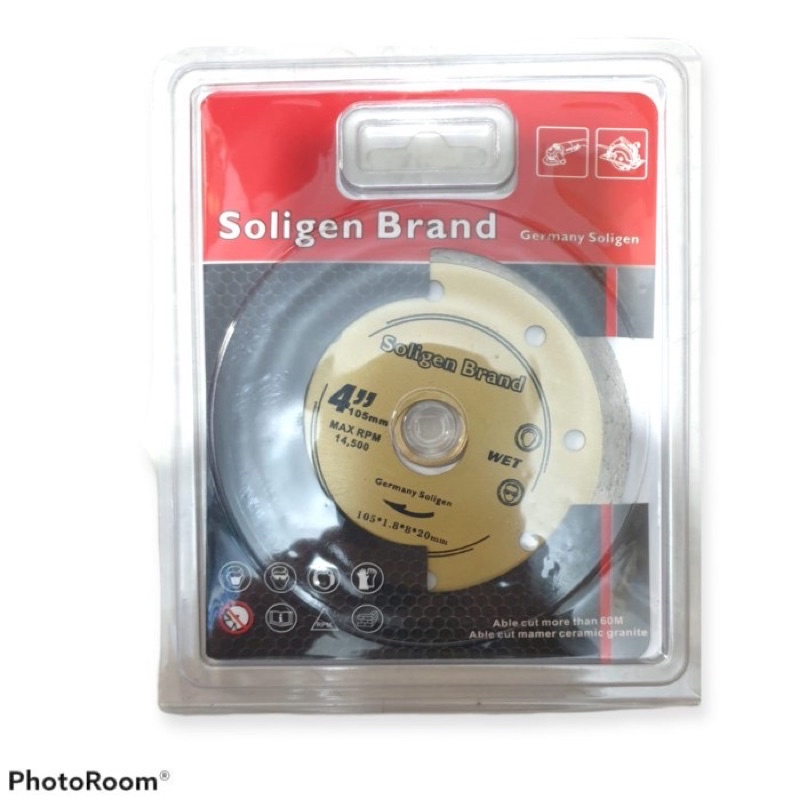 Soligen Brand
Germany Soligen
Soligen Brand
4”
105mm
MAX RPM
14,500
WET
Germany Soligen
105*1.8*8*20mm
RPM
Able cut more than 60M
Able cut mamer ceramic granite
PhotoRoom®